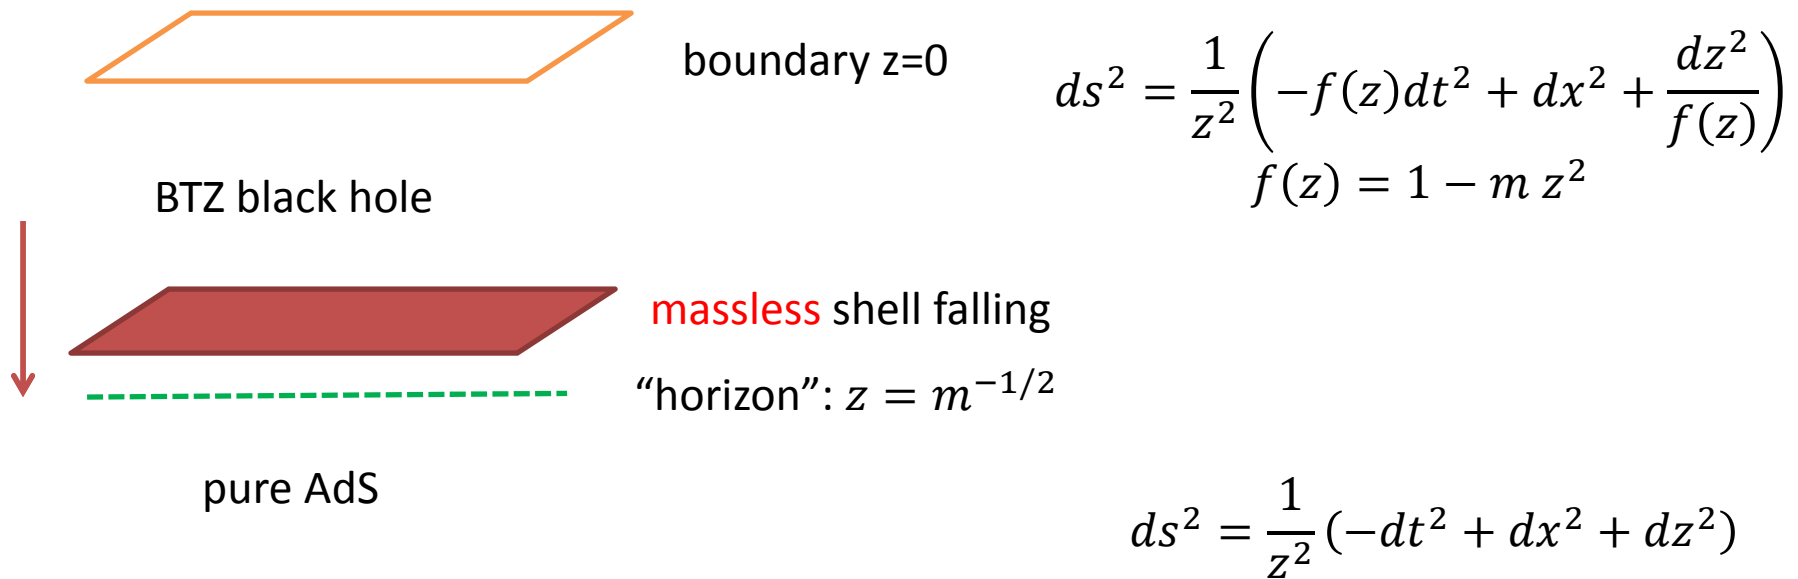 boundary z=0
ds² = 1/z² (−f(z)dt² + dx² + dz²/f(z))
f(z) = 1 − m z²
BTZ black hole
massless shell falling
“horizon”: z = m^{−1/2}
pure AdS
ds² = 1/z² (−dt² + dx² + dz²)